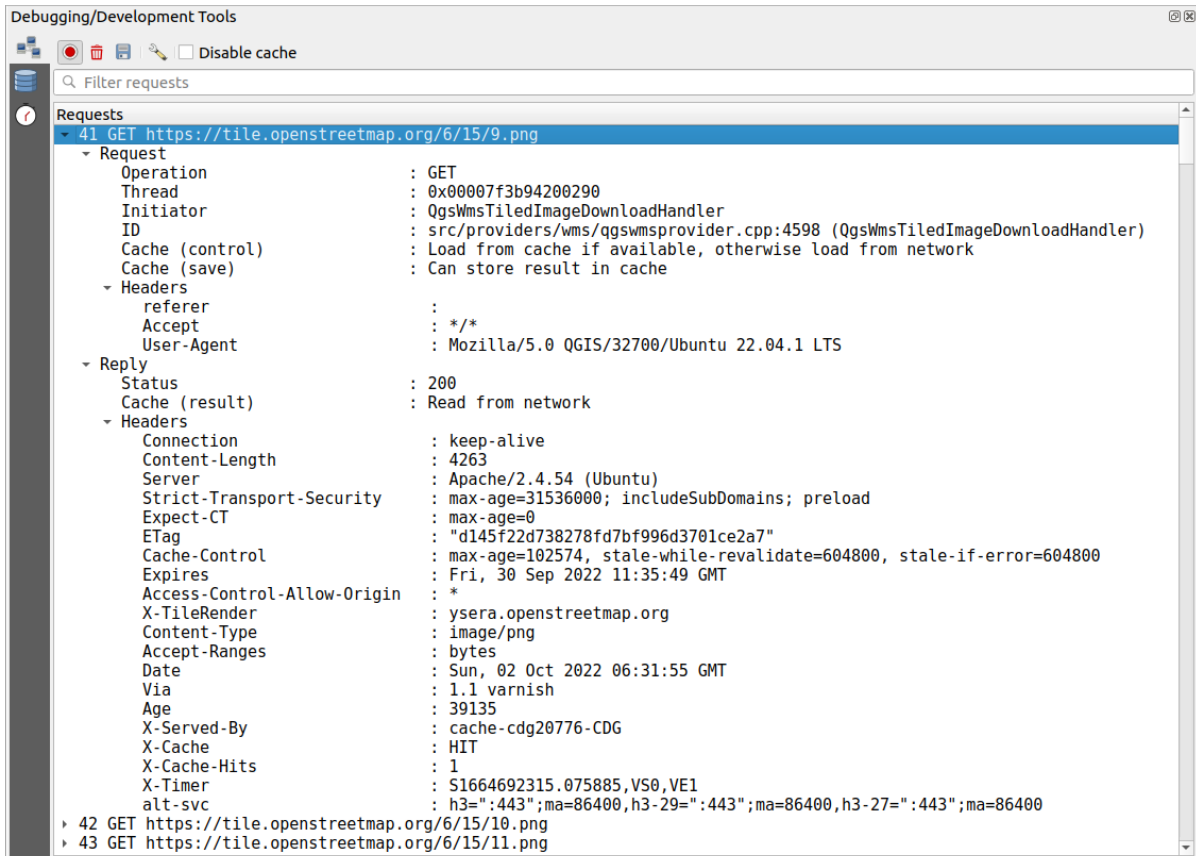 Debugging/Development Tools
Disable cache
Filter requests
Requests
41 GET https://tile.openstreetmap.org/6/15/9.png
Request
Operation : GET
Thread : 0x00007f3b94200290
Initiator : QgsWmsTiledImageDownloadHandler
ID : src/providers/wms/qgswmsprovider.cpp:4598 (QgsWmsTiledImageDownloadHandler)
Cache (control) : Load from cache if available, otherwise load from network
Cache (save) : Can store result in cache
Headers
referer :
Accept : */*
User-Agent : Mozilla/5.0 QGIS/32700/Ubuntu 22.04.1 LTS
Reply
Status : 200
Cache (result) : Read from network
Headers
Connection : keep-alive
Content-Length : 4263
Server : Apache/2.4.54 (Ubuntu)
Strict-Transport-Security : max-age=31536000; includeSubDomains; preload
Expect-CT : max-age=0
ETag : "d145f22d738278fd7bf996d3701ce2a7"
Cache-Control : max-age=102574, stale-while-revalidate=604800, stale-if-error=604800
Expires : Fri, 30 Sep 2022 11:35:49 GMT
Access-Control-Allow-Origin : *
X-TileRender : ysera.openstreetmap.org
Content-Type : image/png
Accept-Ranges : bytes
Date : Sun, 02 Oct 2022 06:31:55 GMT
Via : 1.1 varnish
Age : 39135
X-Served-By : cache-cdg20776-CDG
X-Cache : HIT
X-Cache-Hits : 1
X-Timer : S1664692315.075885,VS0,VE1
alt-svc : h3=":443";ma=86400,h3-29=":443";ma=86400,h3-27=":443";ma=86400
42 GET https://tile.openstreetmap.org/6/15/10.png
43 GET https://tile.openstreetmap.org/6/15/11.png